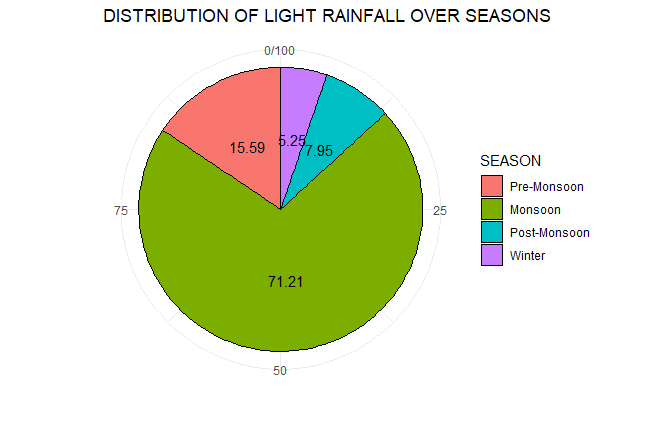 DISTRIBUTION OF LIGHT RAINFALL OVER SEASONS
0/100
5.25
15.59
7.95
75
25
71.21
50
SEASON
Pre-Monsoon
Monsoon
Post-Monsoon
Winter